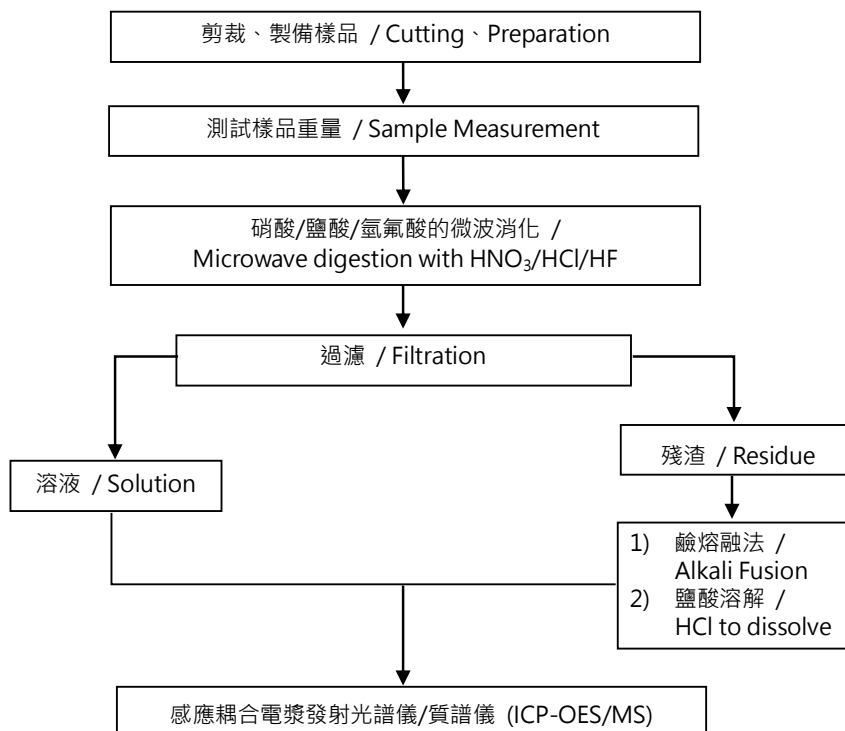 剪裁、製備樣品 / Cutting、Preparation
測試樣品重量 / Sample Measurement
硝酸/鹽酸/氫氟酸的微波消化 /
Microwave digestion with HNO₃/HCl/HF
過濾 / Filtration
溶液 / Solution
殘渣 / Residue
1) 鹼熔融法 /
Alkali Fusion
2) 鹽酸溶解 /
HCl to dissolve
感應耦合電漿發射光譜儀/質譜儀 (ICP-OES/MS)